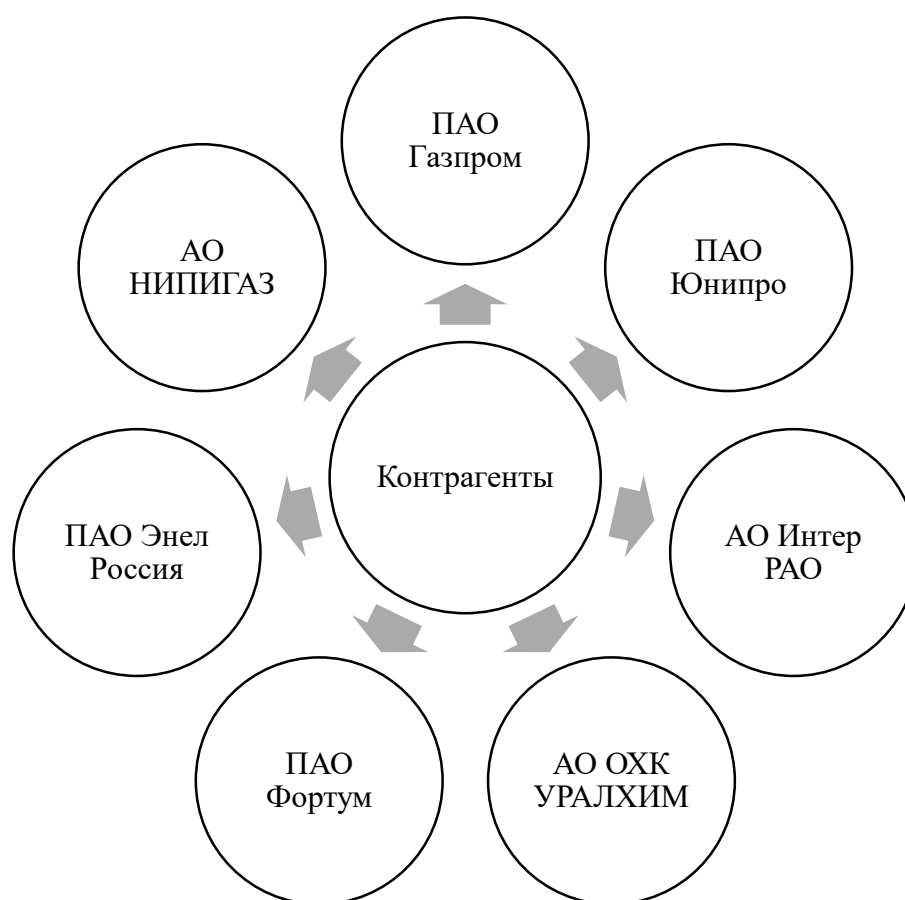 ПАО
Газпром
АО
НИПИГАЗ
ПАО
Юнипро
Контрагенты
ПАО Энел
Россия
АО Интер
РАО
ПАО
Фортум
АО ОХК
УРАЛХИМ